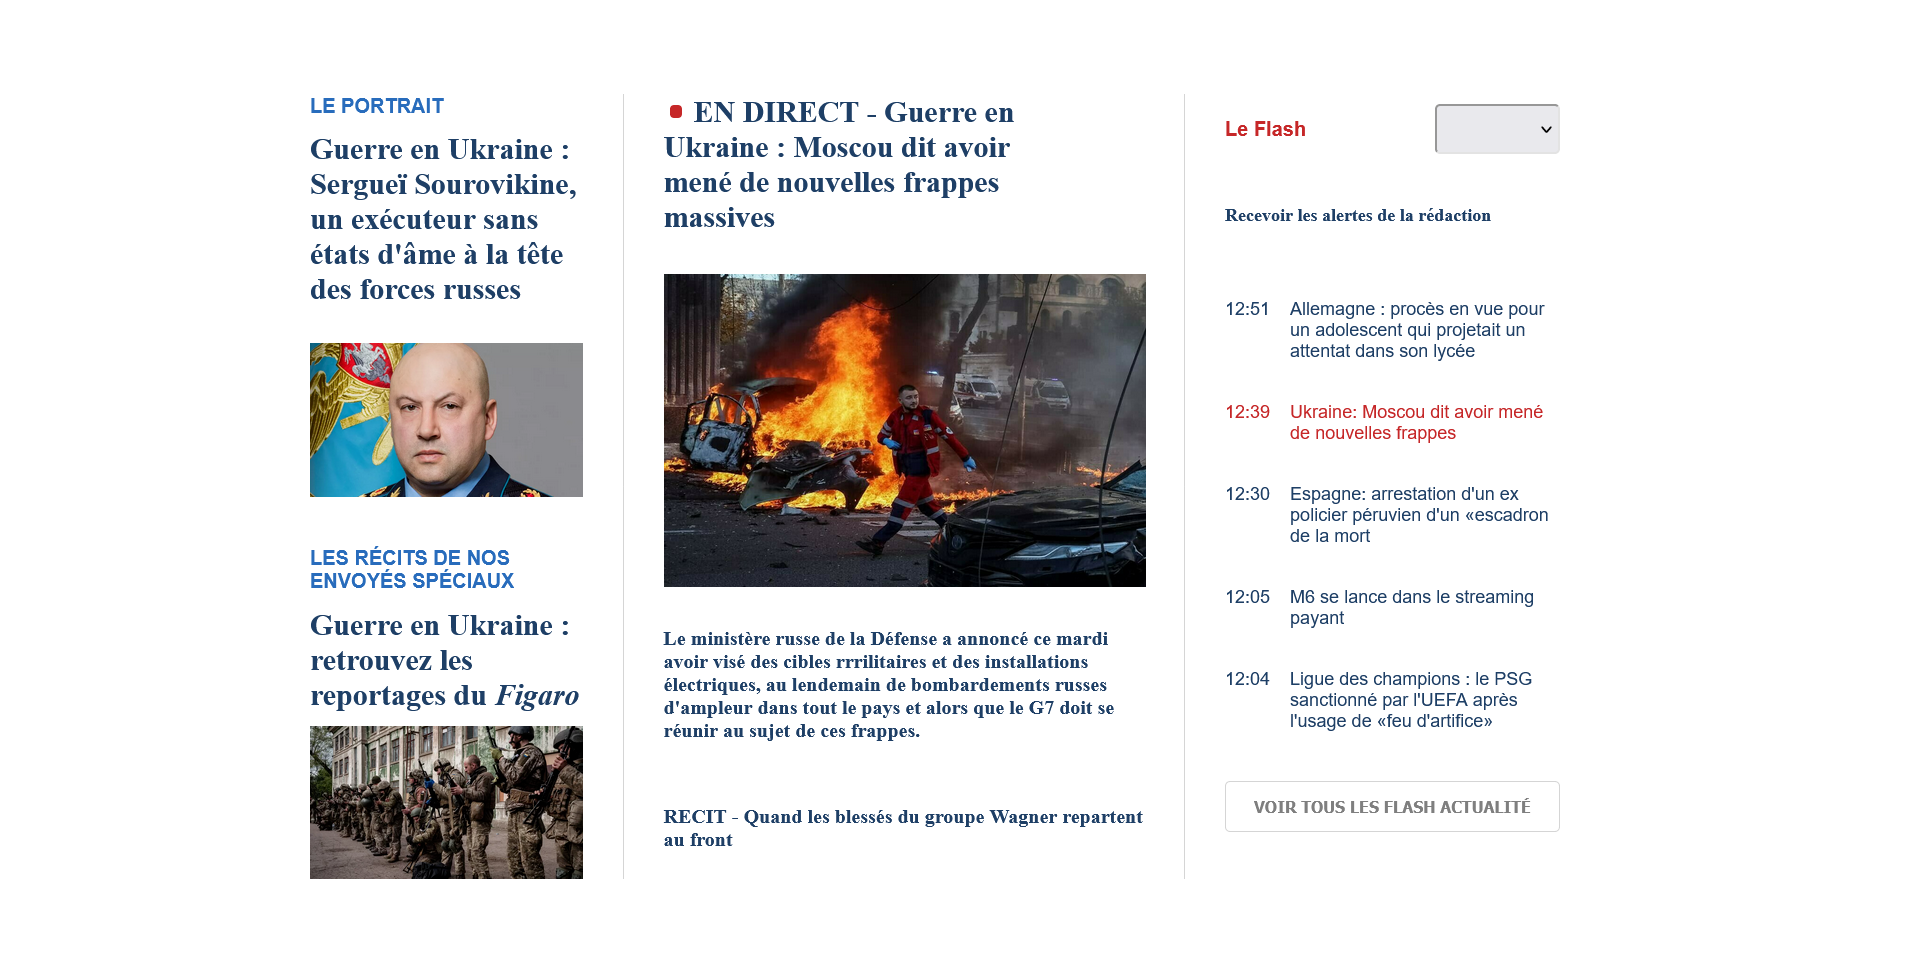 LE PORTRAIT
Guerre en Ukraine :
Sergueï Sourovikine,
un exécuteur sans
états d'âme à la tête
des forces russes
LES RÉCITS DE NOS
ENVOYÉS SPÉCIAUX
Guerre en Ukraine :
retrouvez les
reportages du Figaro
EN DIRECT - Guerre en
Ukraine : Moscou dit avoir
mené de nouvelles frappes
massives
Le ministère russe de la Défense a annoncé ce mardi
avoir visé des cibles rrrilitaires et des installations
électriques, au lendemain de bombardements russes
d'ampleur dans tout le pays et alors que le G7 doit se
réunir au sujet de ces frappes.
RECIT - Quand les blessés du groupe Wagner repartent
au front
Le Flash
Recevoir les alertes de la rédaction
12:51 Allemagne : procès en vue pour
un adolescent qui projetait un
attentat dans son lycée
12:39 Ukraine: Moscou dit avoir mené
de nouvelles frappes
12:30 Espagne: arrestation d'un ex
policier péruvien d'un «escadron
de la mort
12:05 M6 se lance dans le streaming
payant
12:04 Ligue des champions : le PSG
sanctionné par l'UEFA après
l'usage de «feu d'artifice»
VOIR TOUS LES FLASH ACTUALITÉ